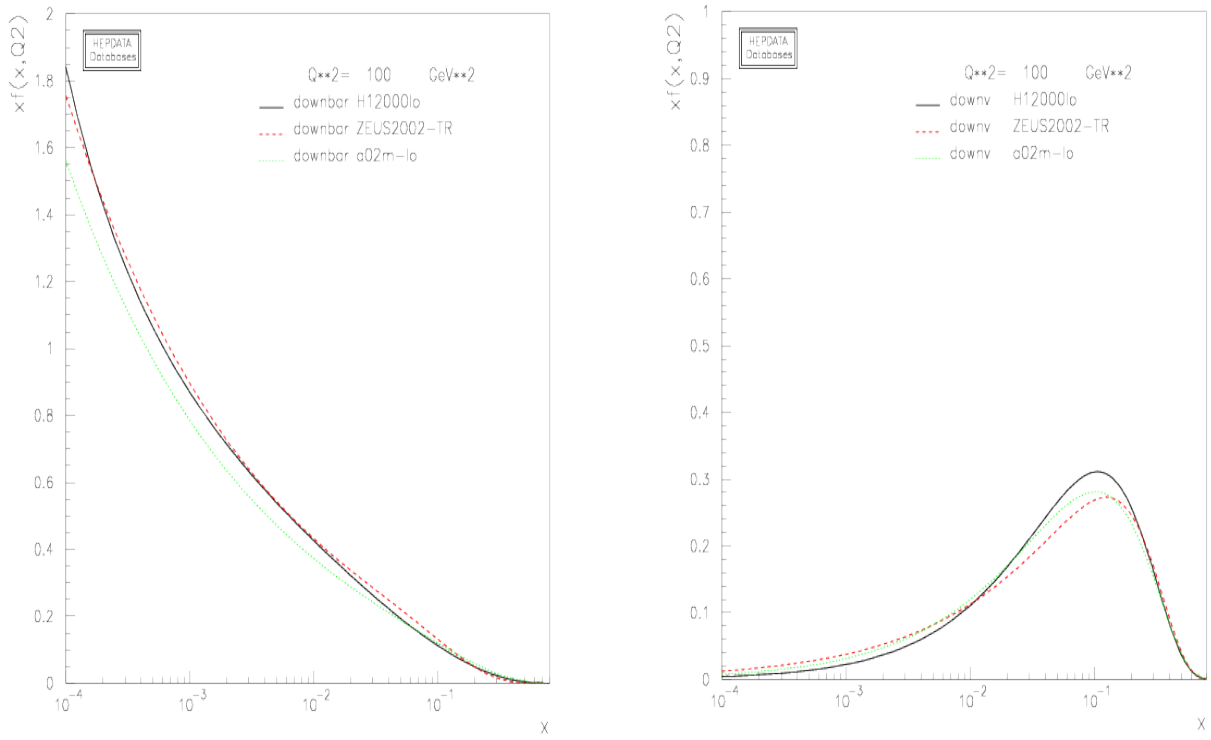 xf(x,Q2)
HEPDATA
Databases
Q**2= 100 GeV**2
downbar H12000lo
downbar ZEUS2002-TR
downbar a02m-lo
2
1.8
1.6
1.4
1.2
1
0.8
0.6
0.4
0.2
0
10⁻⁴ 10⁻³ 10⁻² 10⁻¹
X
xf(x,Q2)
HEPDATA
Databases
Q**2= 100 GeV**2
downv H12000lo
downv ZEUS2002-TR
downv a02m-lo
1
0.9
0.8
0.7
0.6
0.5
0.4
0.3
0.2
0.1
0
10⁻⁴ 10⁻³ 10⁻² 10⁻¹
X